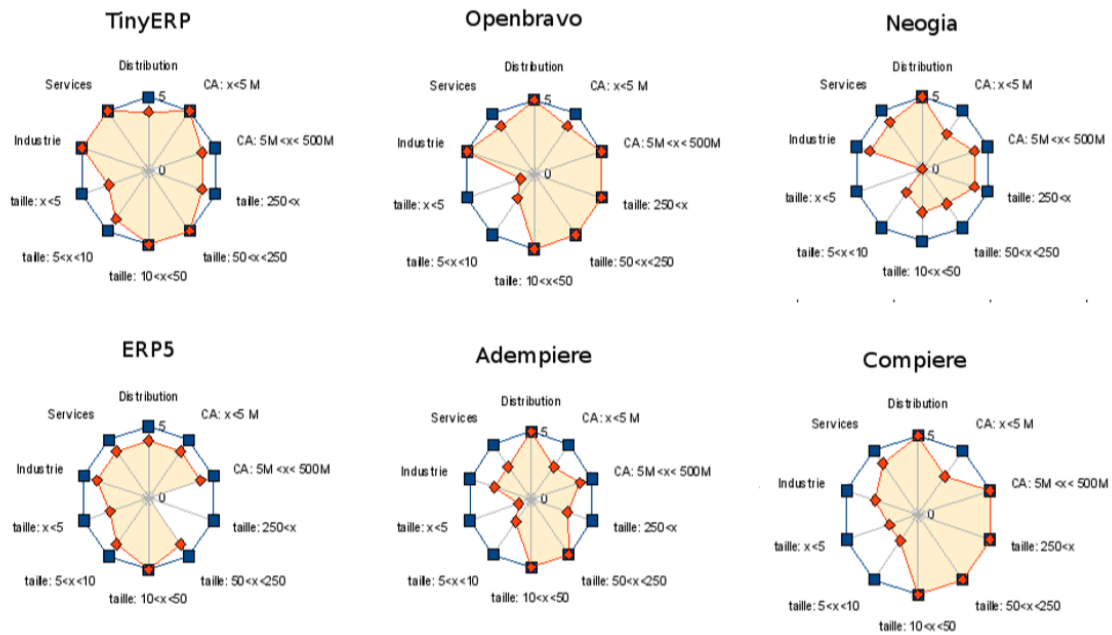 TinyERP
Distribution
5
Services
CA: x<5 M
Industrie
CA: 5M<x< 500M
0
taille: x<5
taille: 250<x
taille: 5<x<10
taille: 50<x<250
taille: 10<x<50
Openbravo
Distribution
5
Services
CA: x<5 M
Industrie
CA: 5M<x< 500M
0
taille: x<5
taille: 250<x
taille: 5<x<10
taille: 50<x<250
taille: 10<x<50
Neogia
Distribution
5
Services
CA: x<5 M
Industrie
CA: 5M<x< 500M
0
taille: x<5
taille: 250<x
taille: 5<x<10
taille: 50<x<250
taille: 10<x<50
ERP5
Distribution
5
Services
CA: x<5 M
Industrie
CA: 5M<x< 500M
0
taille: x<5
taille: 250<x
taille: 5<x<10
taille: 50<x<250
taille: 10<x<50
Adempiere
Distribution
5
Services
CA: x<5 M
Industrie
CA: 5M<x< 500M
0
taille: x<5
taille: 250<x
taille: 5<x<10
taille: 50<x<250
taille: 10<x<50
Compiere
Distribution
5
Services
CA: x<5 M
Industrie
CA: 5M<x< 500M
0
taille: x<5
taille: 250<x
taille: 5<x<10
taille: 50<x<250
taille: 10<x<50